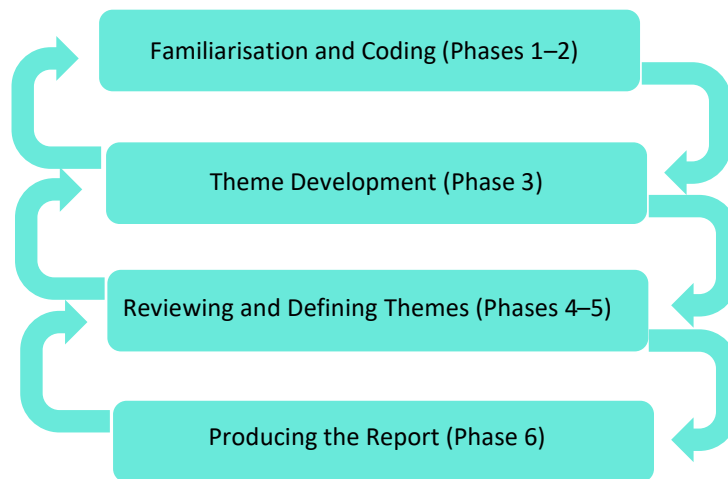 Familiarisation and Coding (Phases 1–2)
Theme Development (Phase 3)
Reviewing and Defining Themes (Phases 4–5)
Producing the Report (Phase 6)